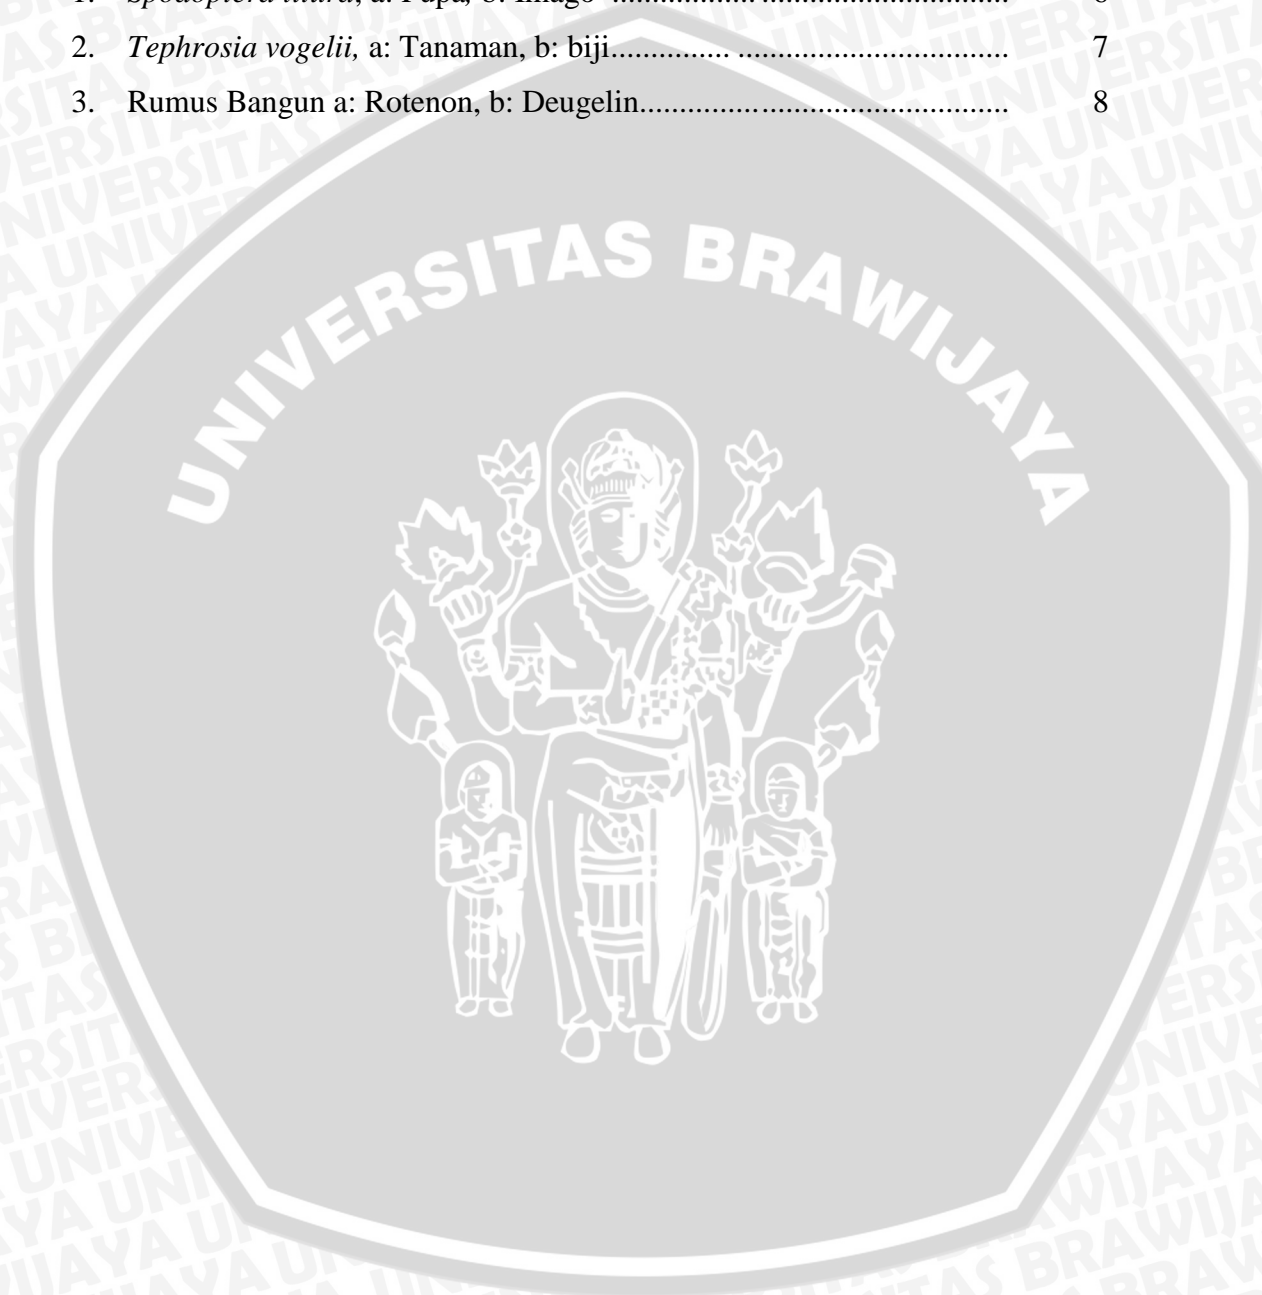 1. Spodoptera litura, a: Pupa, b: Imago ............................................... 6
2. Tephrosia vogelii, a: Tanaman, b: biji............... .................................. 7
3. Rumus Bangun a: Rotenon, b: Deugelin............................................... 8
UNIVERSITAS BRAWIJAYA